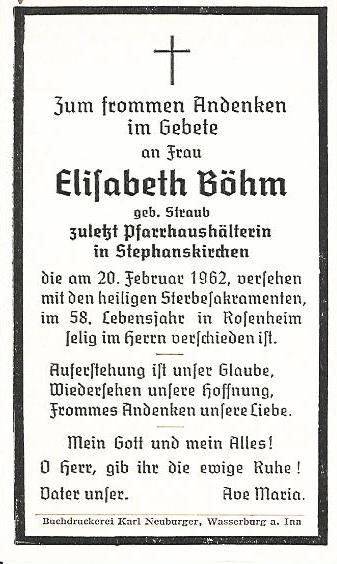 Zum frommen Andenken
im Gebete
an Frau
Elisabeth Böhm
geb. Straub
zuletzt Pfarrhaushälterin
in Stephanskirchen
die am 20. Februar 1962, versehen
mit den heiligen Sterbesakramenten,
im 58. Lebensjahr in Rosenheim
selig im Herrn verschieden ist.
Auferstehung ist unser Glaube,
Wiedersehen unsere Hoffnung,
Frommes Andenken unsere Liebe.
Mein Gott und mein Alles!
O Herr, gib ihr die ewige Ruhe!
Vater unser. Ave Maria.
Buchdruckerei Karl Neuburger, Wasserburg a. Inn